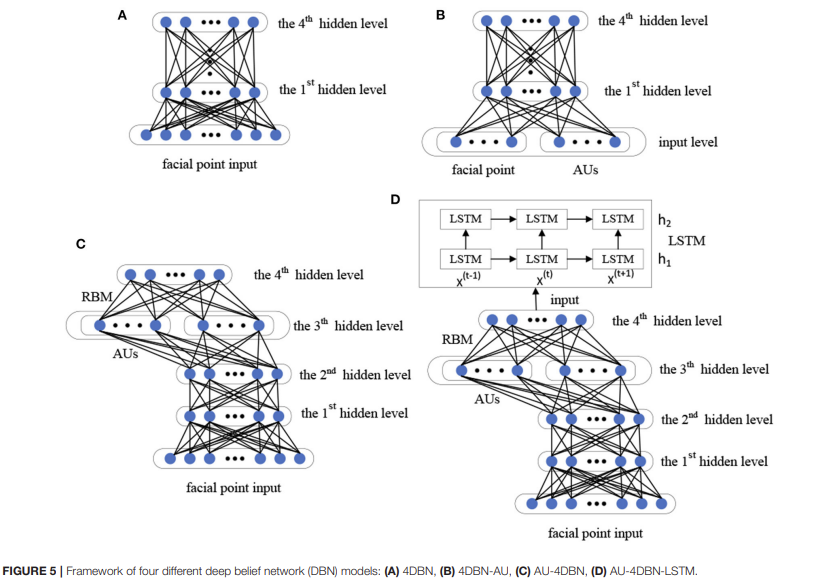 A
the 4th hidden level
the 1st hidden level
facial point input
B
the 4th hidden level
the 1st hidden level
input level
facial point
AUs
C
the 4th hidden level
RBM
the 3th hidden level
AUs
the 2nd hidden level
the 1st hidden level
facial point input
D
LSTM LSTM LSTM h2
LSTM
LSTM LSTM LSTM h1
X(t-1) X(t) X(t+1)
input
the 4th hidden level
RBM
the 3th hidden level
AUs
the 2nd hidden level
the 1st hidden level
facial point input
FIGURE 5 | Framework of four different deep belief network (DBN) models: (A) 4DBN, (B) 4DBN-AU, (C) AU-4DBN, (D) AU-4DBN-LSTM.